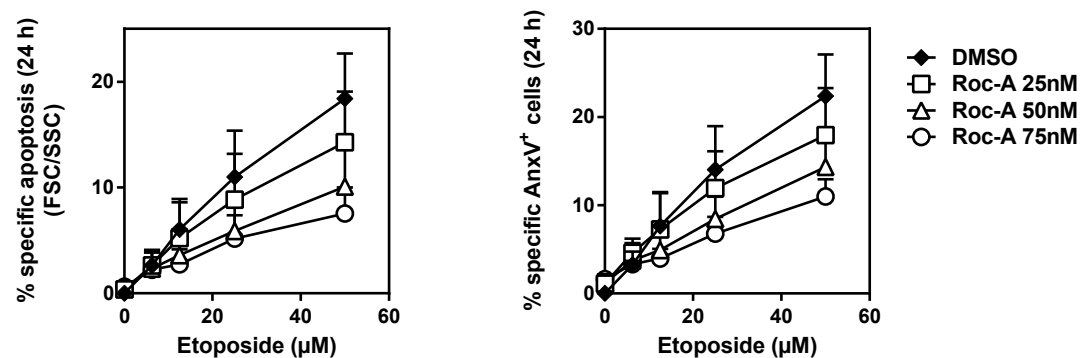 % specific apoptosis (24 h)
(FSC/SSC)
20
10
0
0 20 40 60
Etoposide (µM)
% specific AnxV+ cells (24 h)
30
20
10
0
0 20 40 60
Etoposide (µM)
DMSO
Roc-A 25nM
Roc-A 50nM
Roc-A 75nM